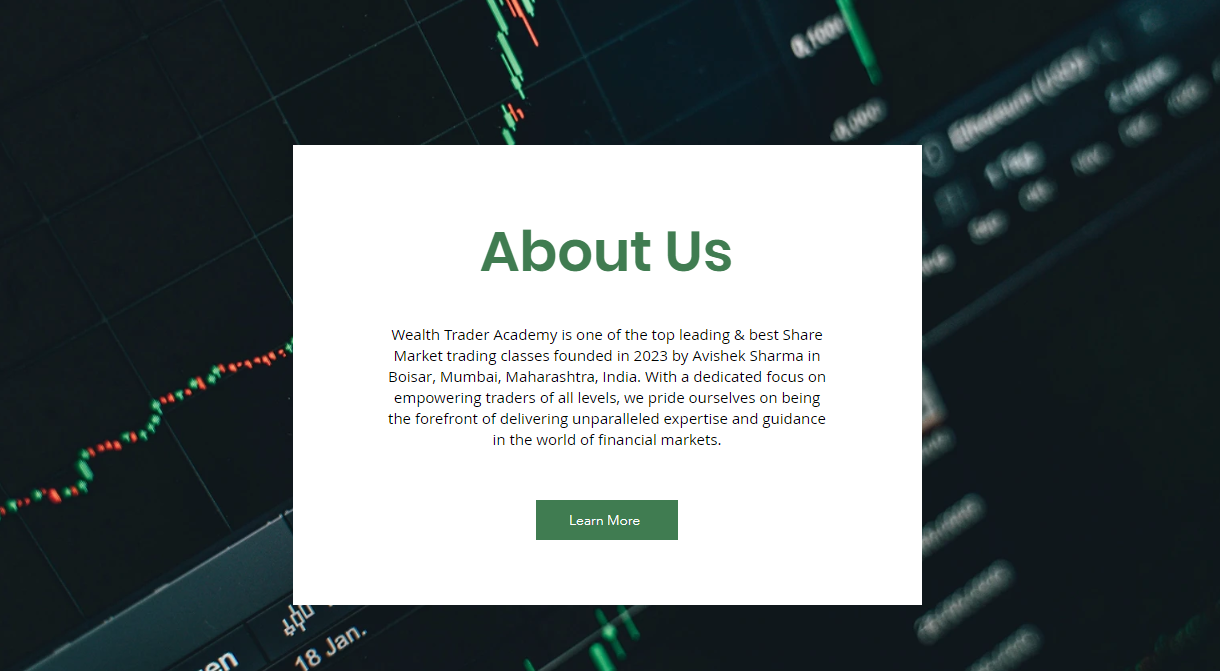 0,1000
Ethereum (USD)
About Us
Wealth Trader Academy is one of the top leading & best Share
Market trading classes founded in 2023 by Avishek Sharma in
Boisar, Mumbai, Maharashtra, India. With a dedicated focus on
empowering traders of all levels, we pride ourselves on being
the forefront of delivering unparalleled expertise and guidance
in the world of financial markets.
Learn More
18 Jan.